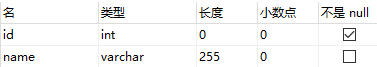 名 类型 长度 小数点 不是 null
id int 0 0
name varchar 255 0